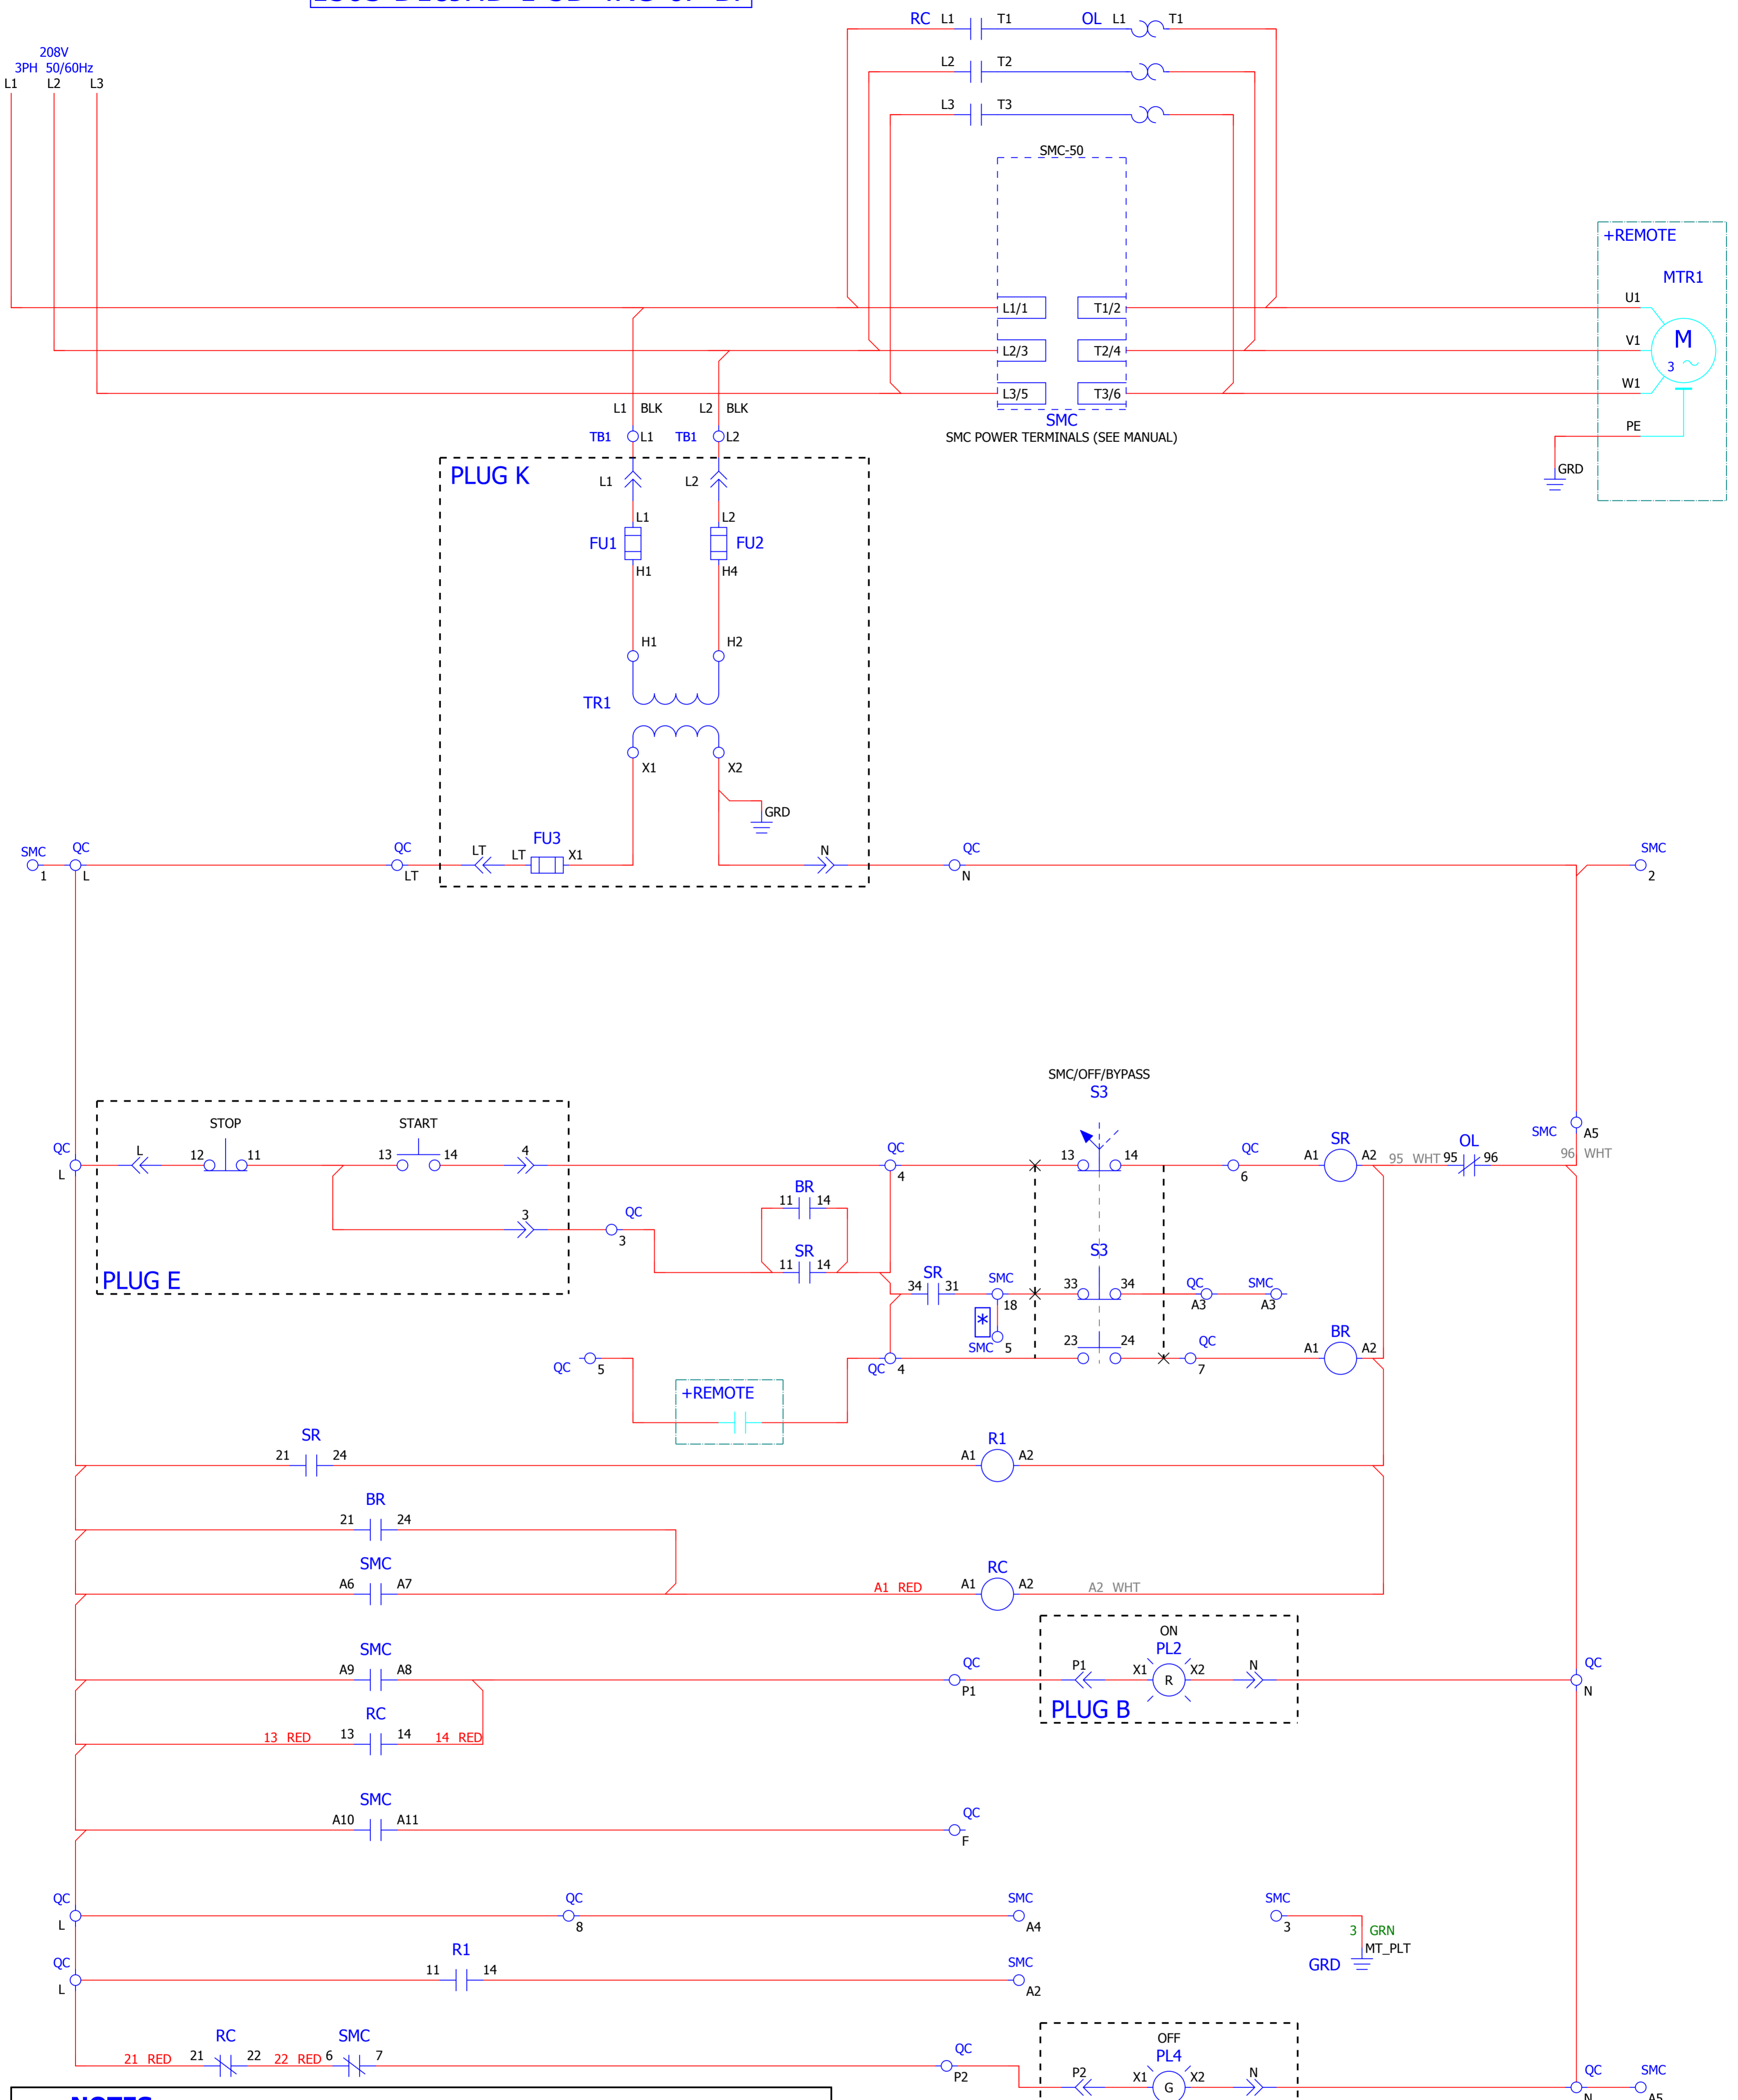 208V
3PH 50/60Hz
L1 L2 L3
RC L1 T1 OL L1 T1
L2 T2
L3 T3
SMC-50
+REMOTE
MTR1
L1/1 T1/2 U1
L2/3 T2/4 V1 M
3
L3/5 T3/6 W1
L1 BLK L2 BLK
SMC
PE
TB1 L1 TB1 L2
SMC POWER TERMINALS (SEE MANUAL)
GRD
PLUG K
L1 L2
L1 L2
FU1 FU2
H1 H4
H1 H2
TR1
X1 X2
GRD
FU3
SMC QC QC LT LT X1 N QC SMC
1 L LT N 2
SMC/OFF/BYPASS
S3
STOP START
SMC A5
QC L 12 11 13 14 4 QC 13 14 QC SR OL
L 4 6 A1 A2 95 WHT 95 96 96 WHT
BR
11 14
3 QC
3
SR
11 14
S3
PLUG E
SR
34 31 SMC 33 34 QC SMC
18 A3 A3
*
SMC 5
23 24 QC BR
QC 5 QC 4 7 A1 A2
+REMOTE
SR R1
21 24 A1 A2
BR
21 24
SMC RC
A6 A7 A1 RED A1 A2 A2 WHT
ON
SMC QC PL2 QC
A9 A8 P1 P1 X1 R X2 N N
PLUG B
RC
13 RED 13 14 14 RED
SMC
A10 A11 QC
F
QC QC SMC SMC
L 8 A4 3
3 GRN
MT_PLT
GRD
QC R1 SMC
L 11 14 A2
OFF
RC SMC QC PL4
21 RED 21 22 22 RED 6 7 P2 P2 X1 G X2 N QC SMC
N A5
NOTES